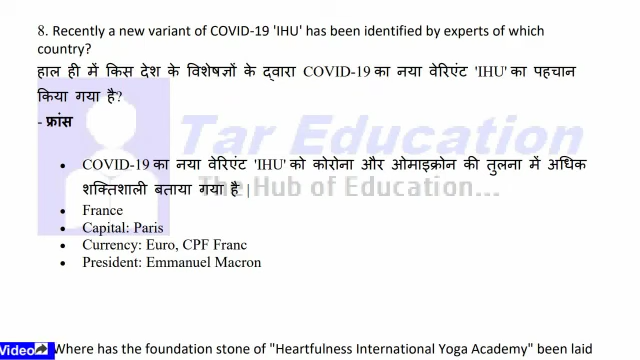 8. Recently a new variant of COVID-19 'IHU' has been identified by experts of which
country?
हाल ही में किस देश के विशेषज्ञों के द्वारा COVID-19 का नया वेरिएंट 'IHU' का पहचान
किया गया है?
- फ्रांस
Tar Education
• COVID-19 का नया वेरिएंट 'IHU' को कोरोना और ओमाइक्रोन की तुलना में अधिक
शक्तिशाली बताया गया है |
The Hub of Education...
• France
• Capital: Paris
• Currency: Euro, CPF Franc
• President: Emmanuel Macron
Video
Where has the foundation stone of "Heartfulness International Yoga Academy" been laid